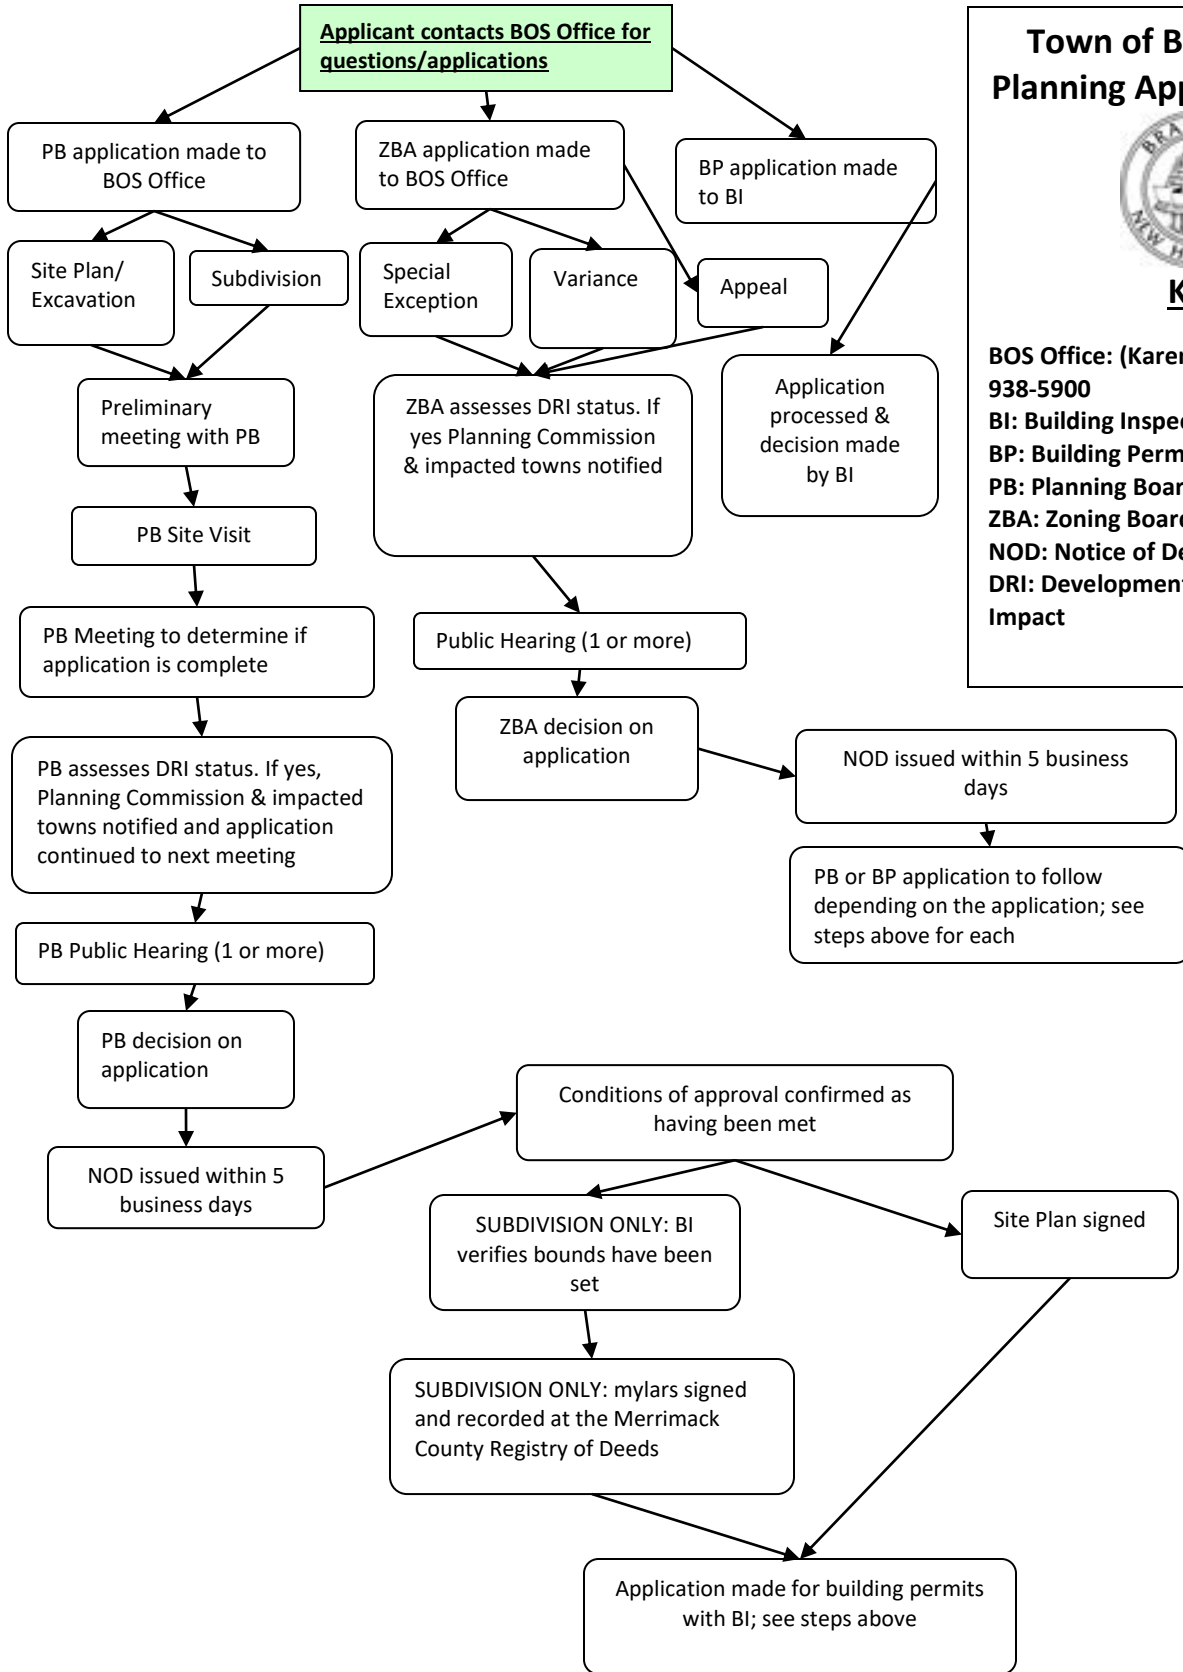 Applicant contacts BOS Office for
questions/applications
Town of B
Planning App
PB application made to
BOS Office
ZBA application made
to BOS Office
BP application made
to BI
Site Plan/
Excavation
Subdivision
Special
Exception
Variance
Appeal
BRA
NEW H
K
BOS Office: (Karen
938-5900
BI: Building Inspec
BP: Building Perm
PB: Planning Boar
ZBA: Zoning Board
NOD: Notice of De
DRI: Development
Impact
Preliminary
meeting with PB
ZBA assesses DRI status. If
yes Planning Commission
& impacted towns notified
Application
processed &
decision made
by BI
PB Site Visit
PB Meeting to determine if
application is complete
Public Hearing (1 or more)
ZBA decision on
application
NOD issued within 5 business
days
PB assesses DRI status. If yes,
Planning Commission & impacted
towns notified and application
continued to next meeting
PB or BP application to follow
depending on the application; see
steps above for each
PB Public Hearing (1 or more)
PB decision on
application
NOD issued within 5
business days
Conditions of approval confirmed as
having been met
SUBDIVISION ONLY: BI
verifies bounds have been
set
Site Plan signed
SUBDIVISION ONLY: mylars signed
and recorded at the Merrimack
County Registry of Deeds
Application made for building permits
with BI; see steps above